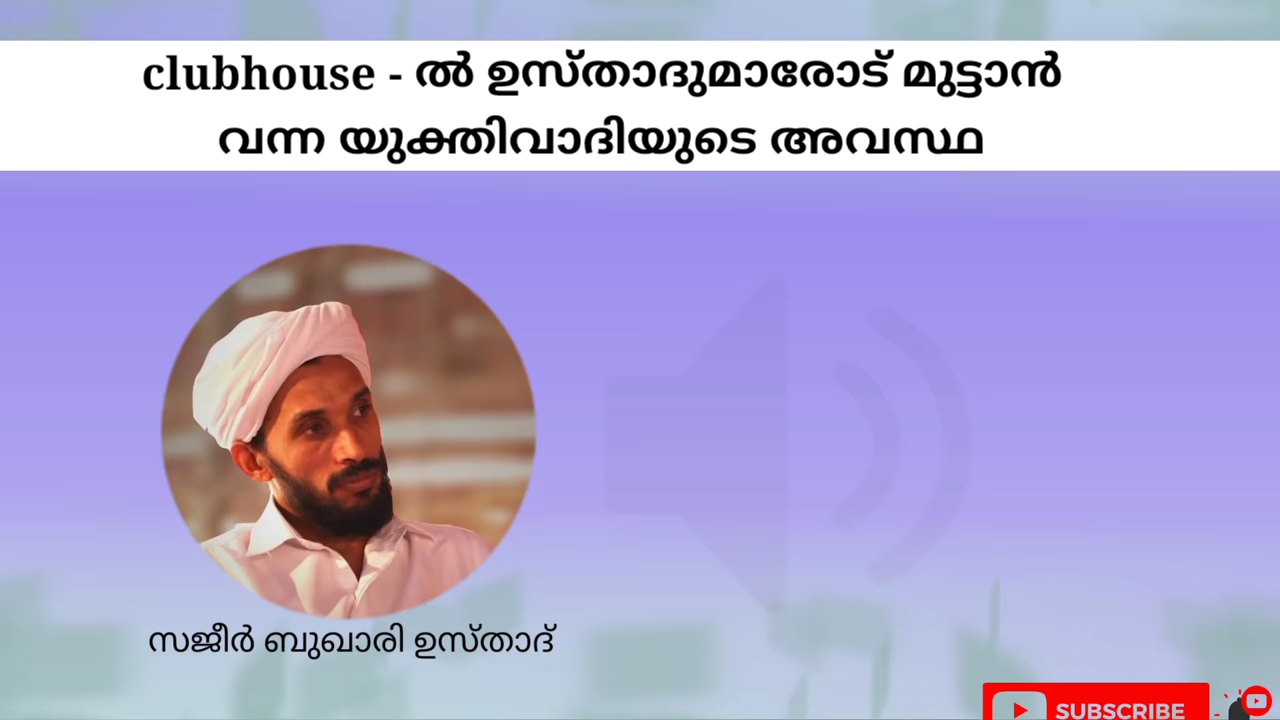 clubhouse - ൽ ഉസ്താദുമാരോട് മുട്ടാൻ
വന്ന യുക്തിവാദിയുടെ അവസ്ഥ
സജീർ ബുഖാരി ഉസ്താദ്
SUBSCRIBE